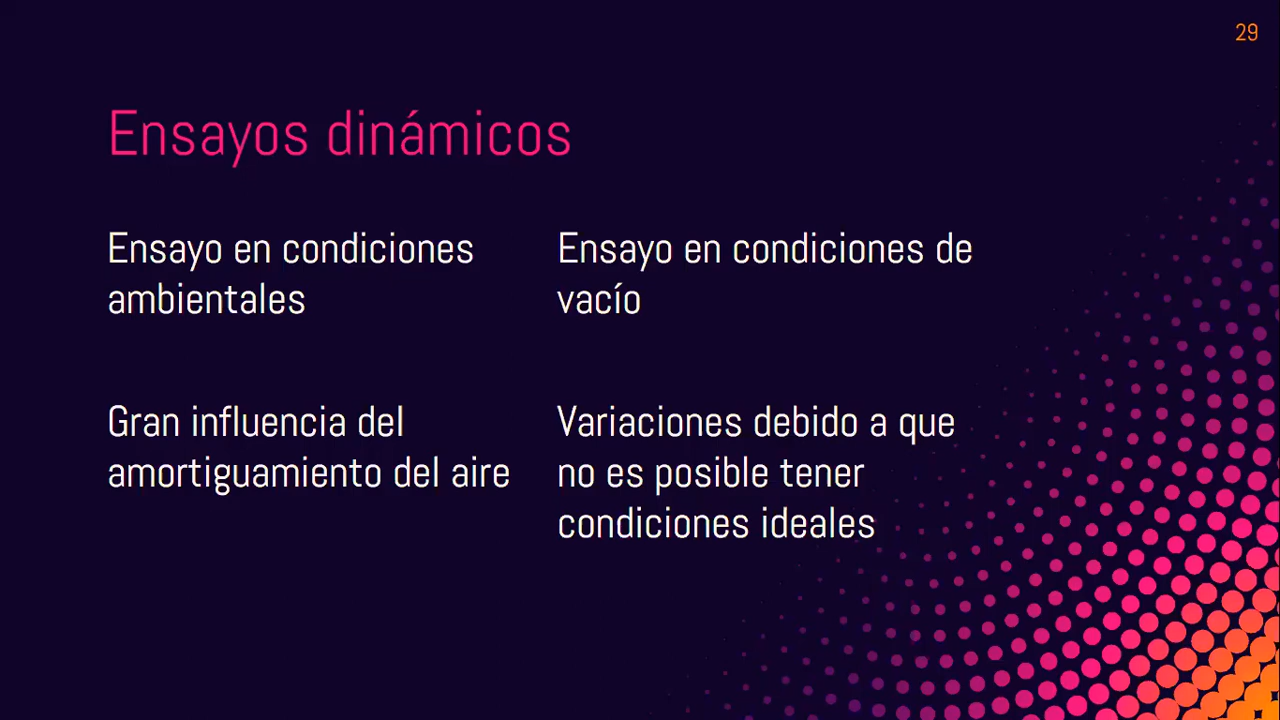 29
Ensayos dinámicos
Ensayo en condiciones
ambientales
Ensayo en condiciones de
vacío
Gran influencia del
amortiguamiento del aire
Variaciones debido a que
no es posible tener
condiciones ideales